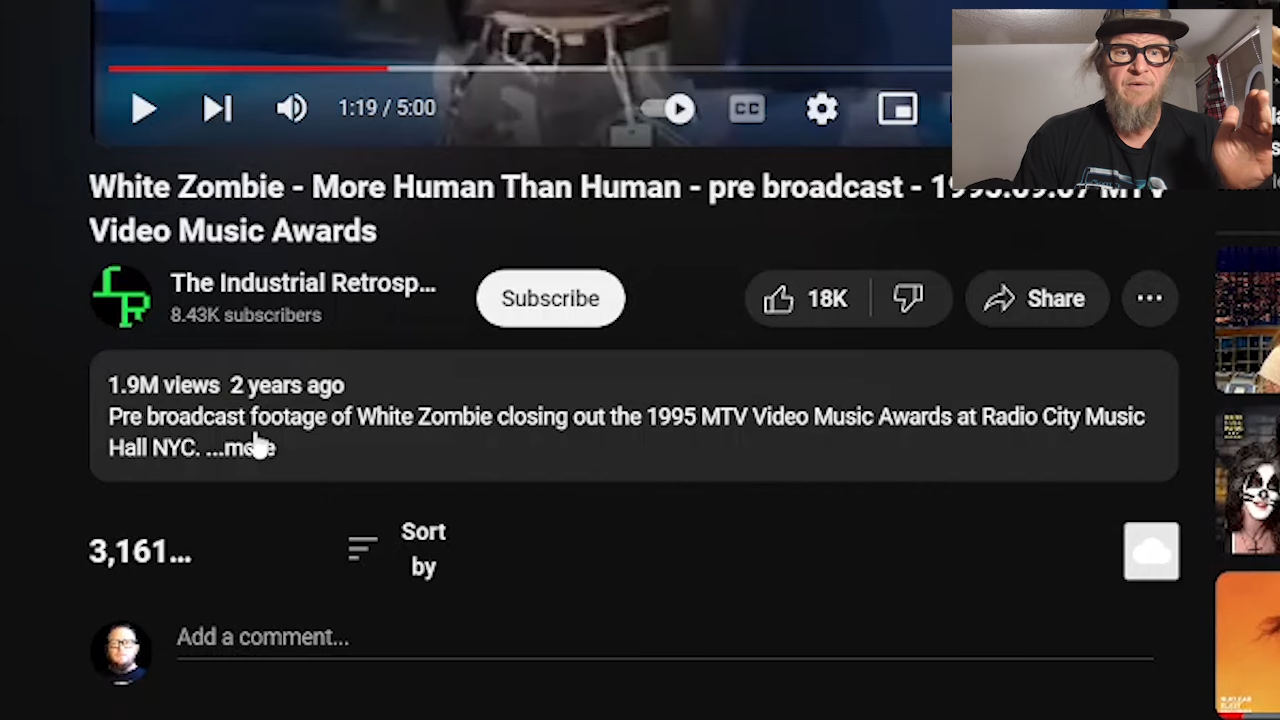 1:19 / 5:00
CC
White Zombie - More Human Than Human - pre broadcast -
Video Music Awards
The Industrial Retrosp...
8.43K subscribers
Subscribe
18K
Share
1.9M views 2 years ago
Pre broadcast footage of White Zombie closing out the 1995 MTV Video Music Awards at Radio City Music
Hall NYC. ...more
3,161...
Sort
by
Add a comment...